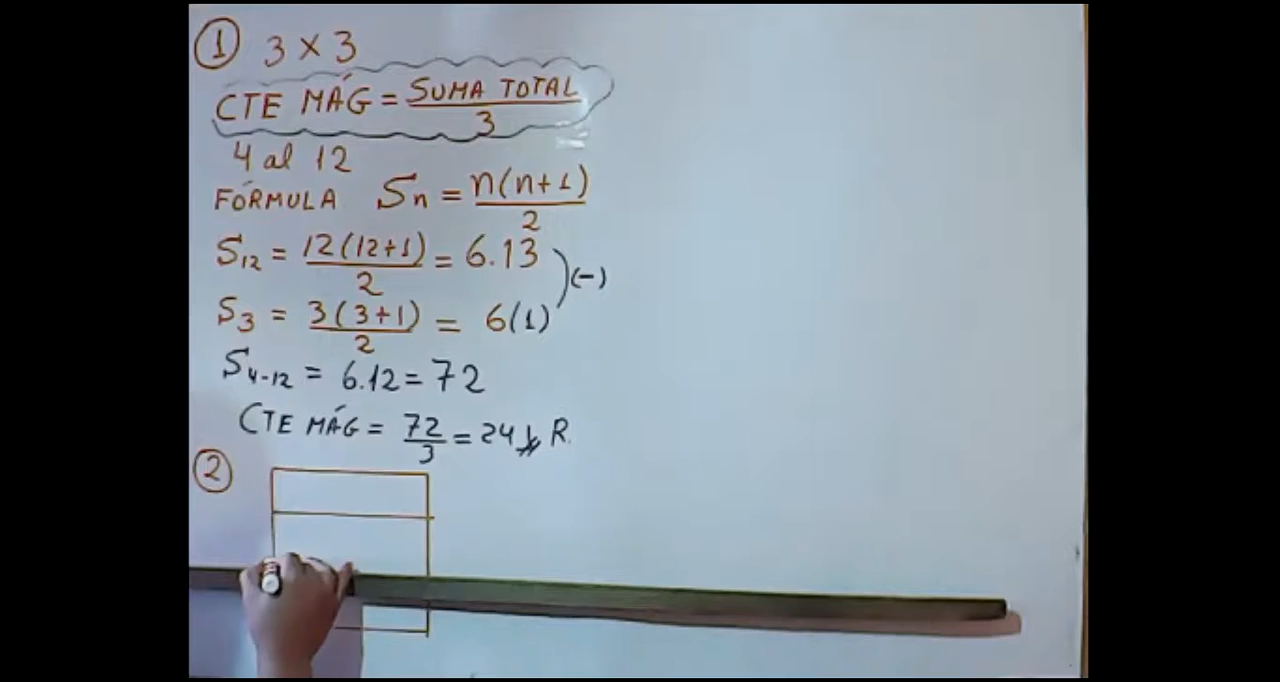 1 3 x 3
CTE MÁG = SUMA TOTAL / 3
4 al 12
FÓRMULA Sn = n(n+1) / 2
S12 = 12(12+1) / 2 = 6.13
(-)
S3 = 3(3+1) / 2 = 6(1)
S4-12 = 6.12 = 72
CTE MÁG = 72 / 3 = 24 R.
2